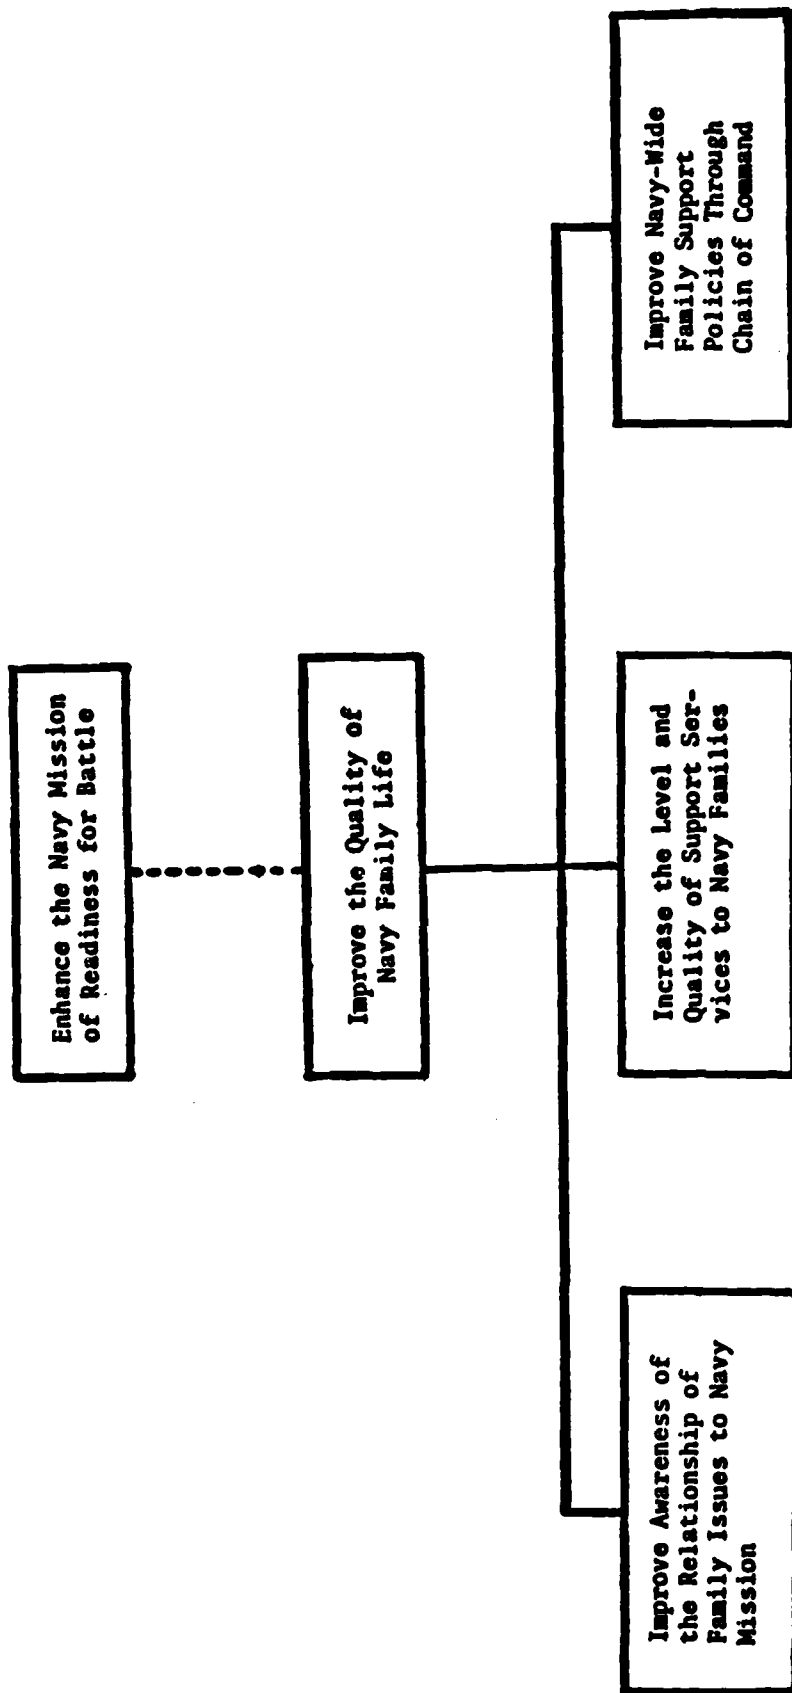 Enhance the Navy Mission
of Readiness for Battle
Improve the Quality of
Navy Family Life
Improve Awareness of
the Relationship of
Family Issues to Navy
Mission
Increase the Level and
Quality of Support Ser-
vices to Navy Families
Improve Navy-Wide
Family Support
Policies Through
Chain of Command